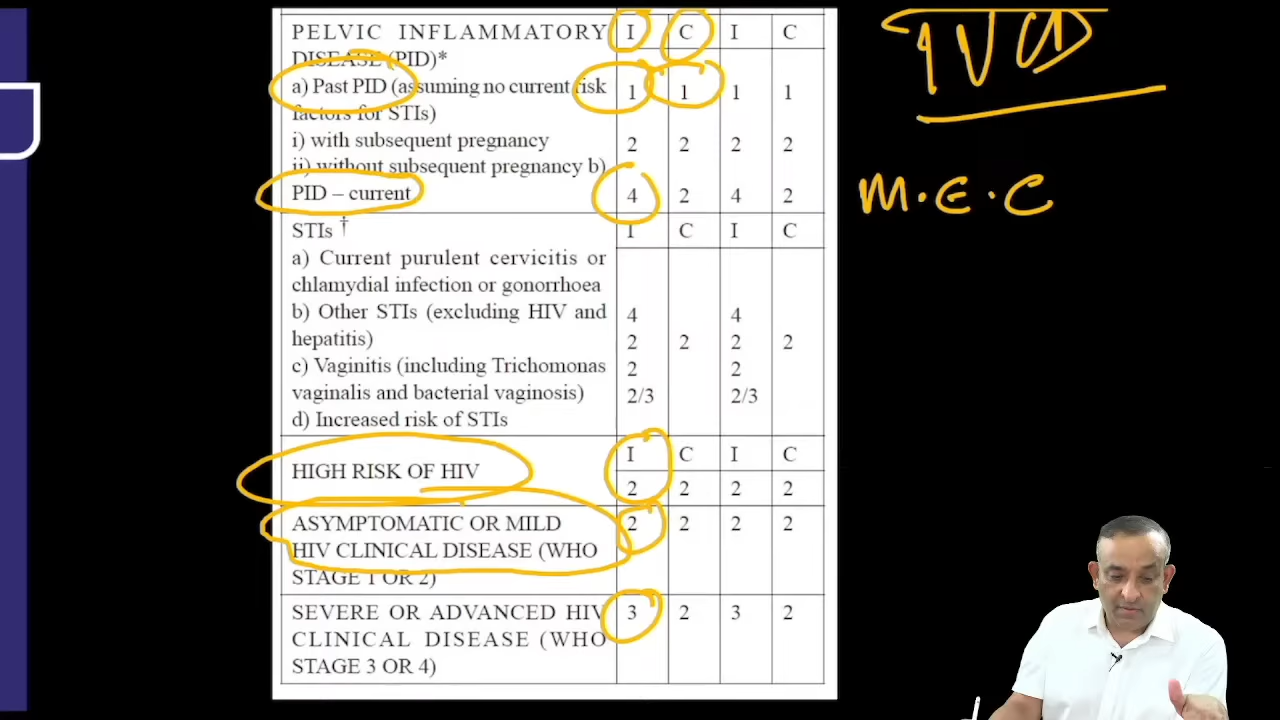 IUCD
M.E.C
PELVIC INFLAMMATORY I C I C
DISEASE (PID)*
a) Past PID (assuming no current risk 1 1 1 1
factors for STIs)
i) with subsequent pregnancy 2 2 2 2
ii) without subsequent pregnancy b)
PID – current 4 2 4 2
STIs † I C I C
a) Current purulent cervicitis or
chlamydial infection or gonorrhoea
b) Other STIs (excluding HIV and 4 4
hepatitis) 2 2 2 2
c) Vaginitis (including Trichomonas 2 2
vaginalis and bacterial vaginosis) 2/3 2/3
d) Increased risk of STIs
I C I C
HIGH RISK OF HIV
2 2 2 2
ASYMPTOMATIC OR MILD 2 2 2 2
HIV CLINICAL DISEASE (WHO
STAGE 1 OR 2)
SEVERE OR ADVANCED HIV 3 2 3 2
CLINICAL DISEASE (WHO
STAGE 3 OR 4)